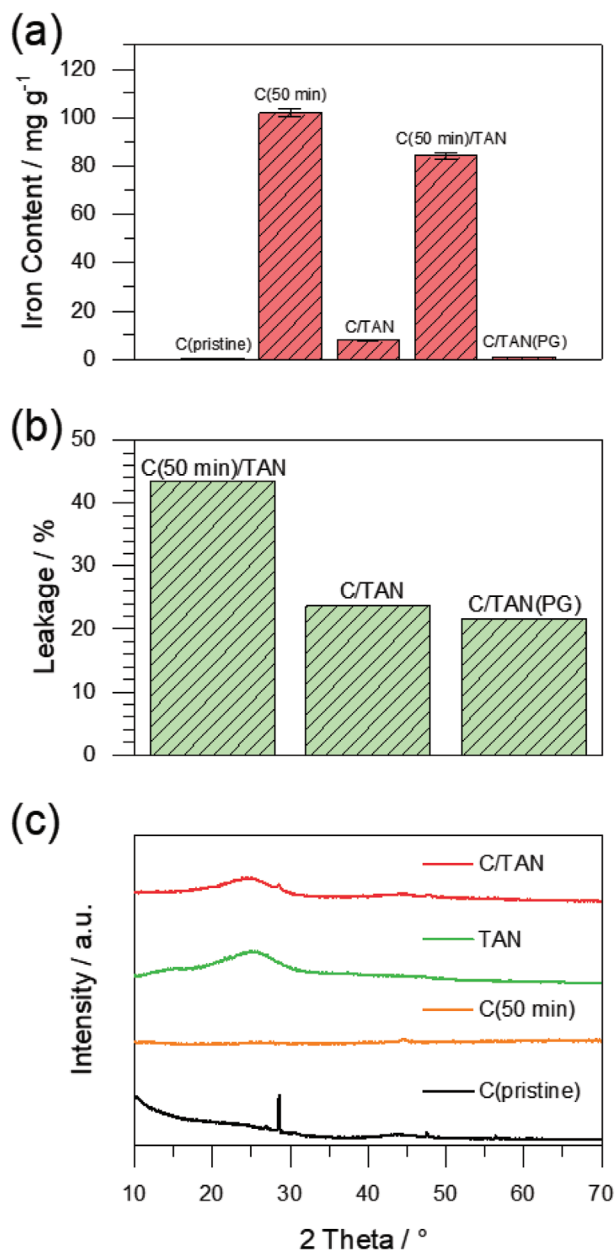 (a)
Iron Content / mg g⁻¹
120
100
80
60
40
20
0
C(pristine)
C(50 min)
C/TAN
C(50 min)/TAN
C/TAN(PG)
(b)
Leakage / %
50
40
30
20
10
0
C(50 min)/TAN
C/TAN
C/TAN(PG)
(c)
Intensity / a.u.
C/TAN
TAN
C(50 min)
C(pristine)
10 20 30 40 50 60 70
2 Theta / °